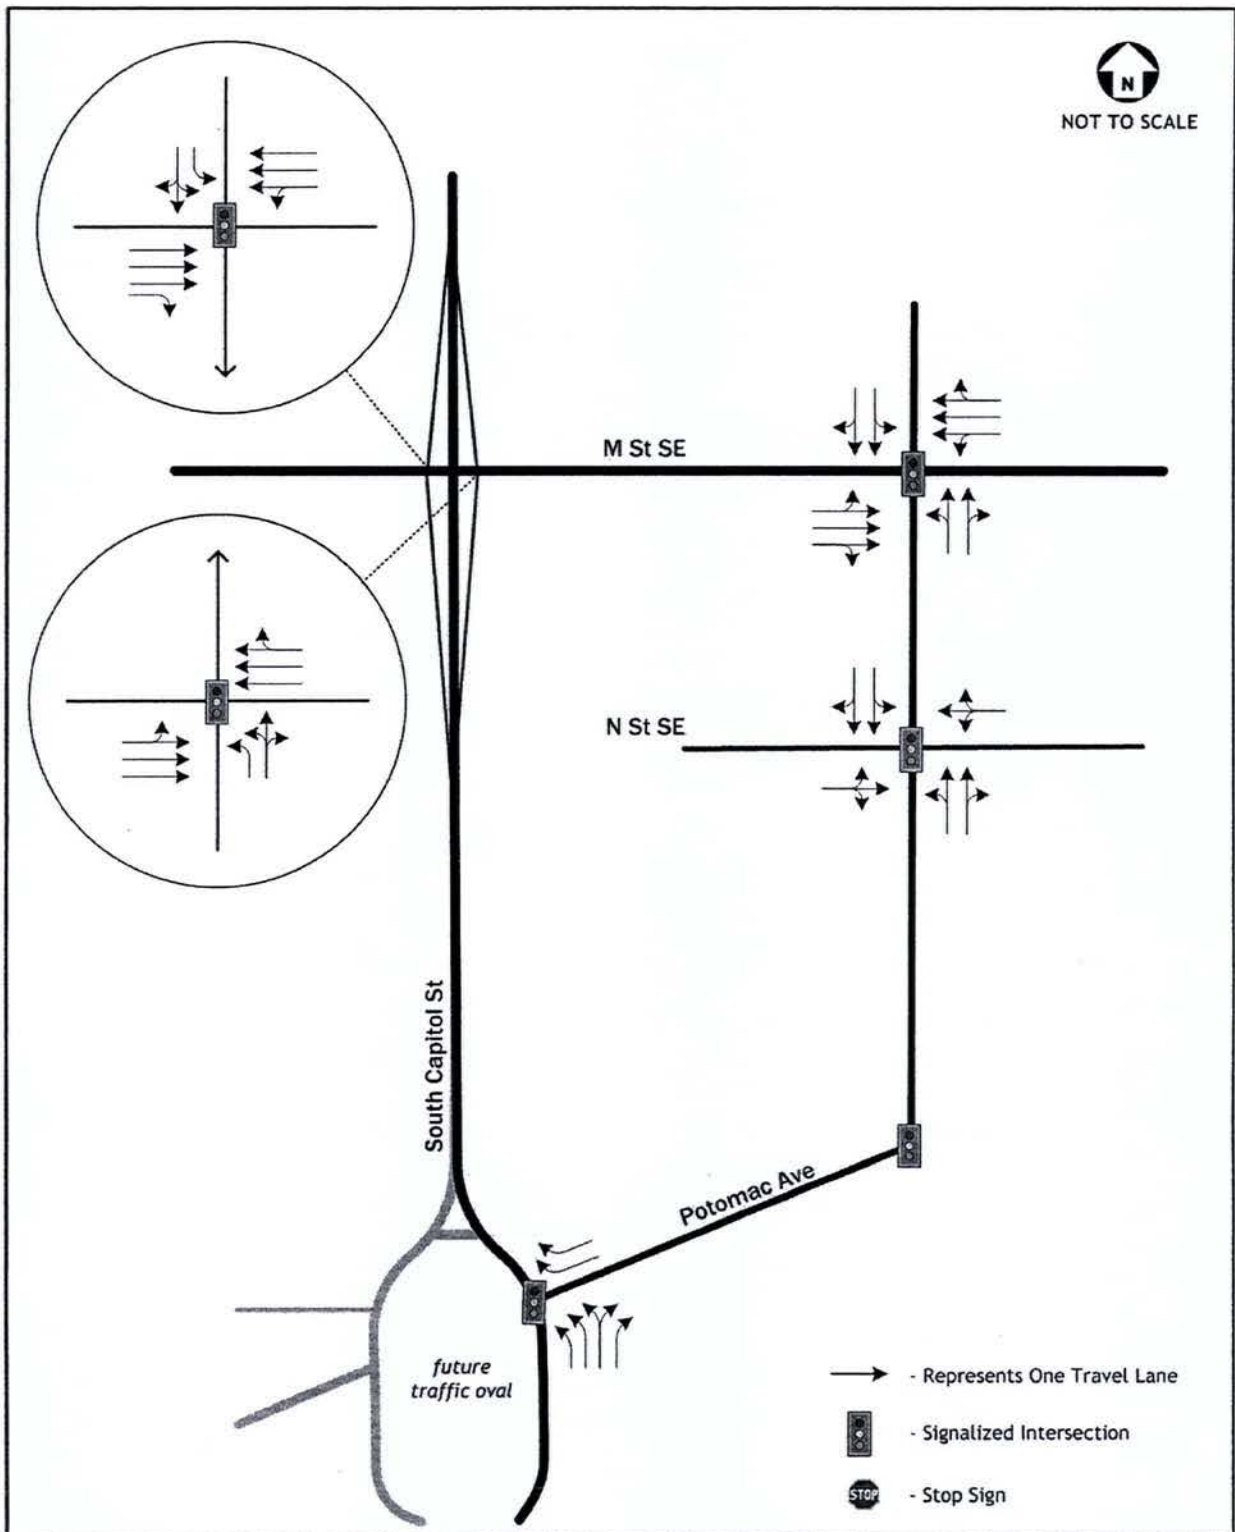 N
NOT TO SCALE
M St SE
N St SE
South Capitol St
Potomac Ave
future
traffic oval
- Represents One Travel Lane
- Signalized Intersection
STOP - Stop Sign